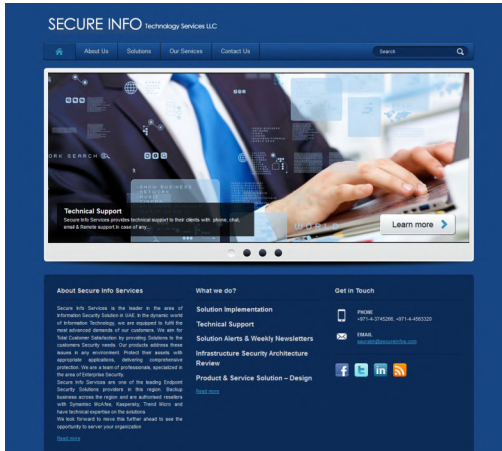 SECURE INFO Technology Services LLC
About Us Solutions Our Services Contact Us Search
ORK SEARCH
SHOW BUSINESS
NETWORK
WORLD
Technical Support
Secure Info Services provides technical support to their clients with phone, chat,
email & Remote support in case of any...
Learn more
About Secure Info Services
Secure Info Services is the leader in the area of
Information Security Solution in UAE. In the dynamic world
of Information Technology, we are equipped to fulfil the
most advanced demands of our customers. We aim for
Total Customer Satisfaction by providing Solutions to the
customers Security needs. Our products address these
issues in any environment. Protect their assets with
appropriate applications, delivering comprehensive
protection. We are a team of professionals, specialized in
the area of Enterprise Security.
Secure Info Services are one of the leading Endpoint
Security Solutions providers in this region. Backup
business across the region and are authorised resellers
with Symantec McAfee, Kaspersky, Trend Micro and
have technical expertise on the solutions
We look forward to move this further ahead to see the
opportunity to server your organization
Read more
What we do?
Solution Implementation
Technical Support
Solution Alerts & Weekly Newsletters
Infrastructure Security Architecture
Review
Product & Service Solution – Design
Read more
Get in Touch
PHONE
+971-4-3745266, +971-4-4563320
EMAIL